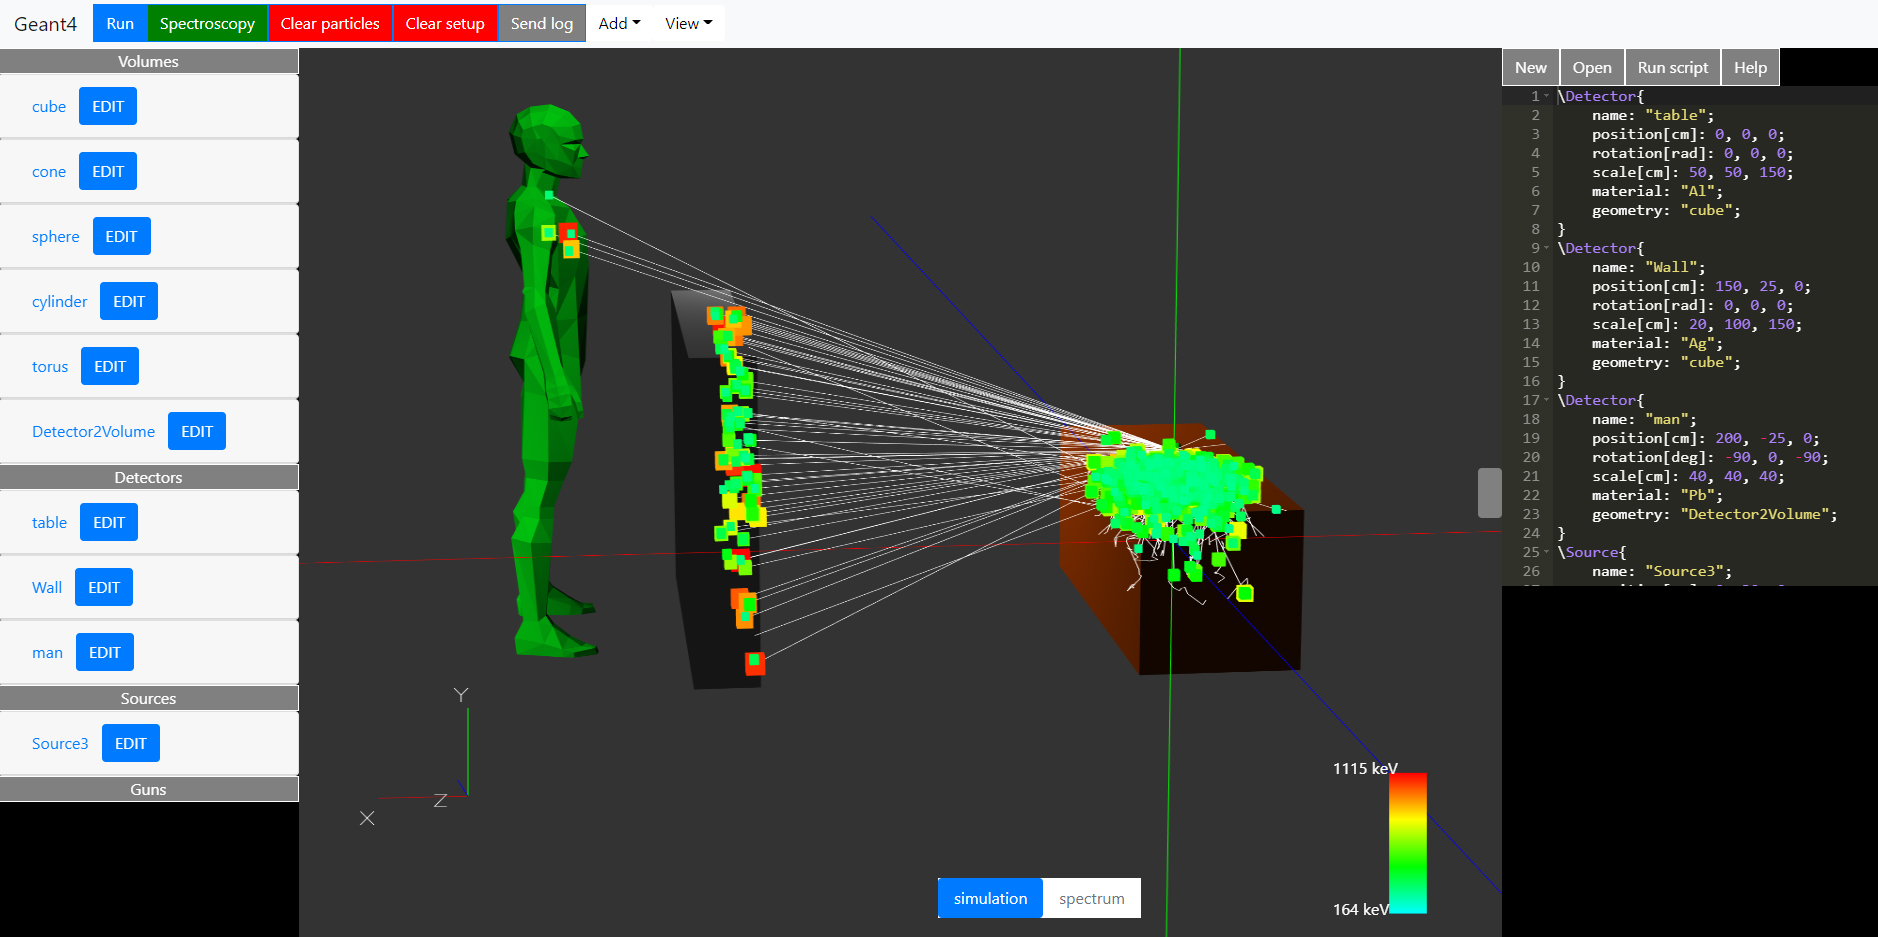 Geant4 Run Spectroscopy Clear particles Clear setup Send log Add View
Volumes
cube EDIT
cone EDIT
sphere EDIT
cylinder EDIT
torus EDIT
Detector2Volume EDIT
Detectors
table EDIT
Wall EDIT
man EDIT
Sources
Source3 EDIT
Guns
Y
Z
X
1115 keV
164 keV
simulation spectrum
New Open Run script Help
1 \Detector{
2 name: "table";
3 position[cm]: 0, 0, 0;
4 rotation[rad]: 0, 0, 0;
5 scale[cm]: 50, 50, 150;
6 material: "Al";
7 geometry: "cube";
8 }
9 \Detector{
10 name: "Wall";
11 position[cm]: 150, 25, 0;
12 rotation[rad]: 0, 0, 0;
13 scale[cm]: 20, 100, 150;
14 material: "Ag";
15 geometry: "cube";
16 }
17 \Detector{
18 name: "man";
19 position[cm]: 200, -25, 0;
20 rotation[deg]: -90, 0, -90;
21 scale[cm]: 40, 40, 40;
22 material: "Pb";
23 geometry: "Detector2Volume";
24 }
25 \Source{
26 name: "Source3";